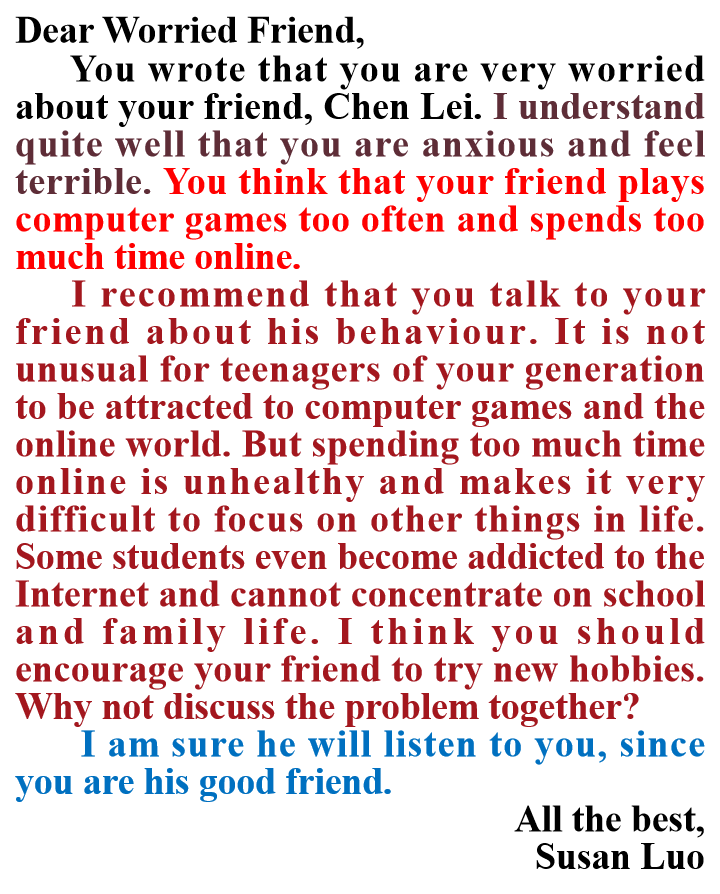 Dear Worried Friend,
You wrote that you are very worried
about your friend, Chen Lei. I understand
quite well that you are anxious and feel
terrible. You think that your friend plays
computer games too often and spends too
much time online.
I recommend that you talk to your
friend about his behaviour. It is not
unusual for teenagers of your generation
to be attracted to computer games and the
online world. But spending too much time
online is unhealthy and makes it very
difficult to focus on other things in life.
Some students even become addicted to the
Internet and cannot concentrate on school
and family life. I think you should
encourage your friend to try new hobbies.
Why not discuss the problem together?
I am sure he will listen to you, since
you are his good friend.
All the best,
Susan Luo